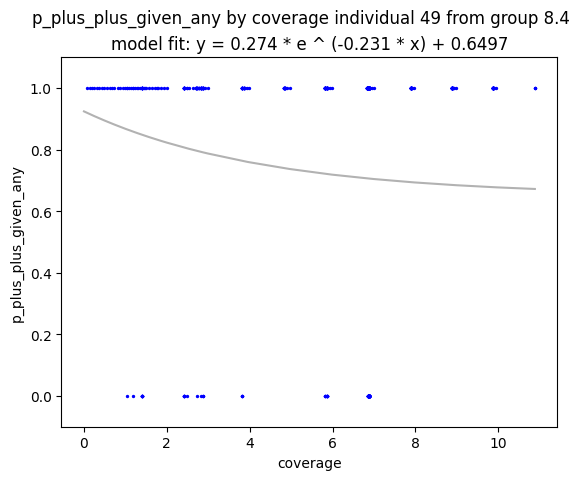 p_plus_plus_given_any by coverage individual 49 from group 8.4
model fit: y = 0.274 * e ^ (-0.231 * x) + 0.6497
1.0
0.8
0.6
0.4
0.2
0.0
p_plus_plus_given_any
0 2 4 6 8 10
coverage